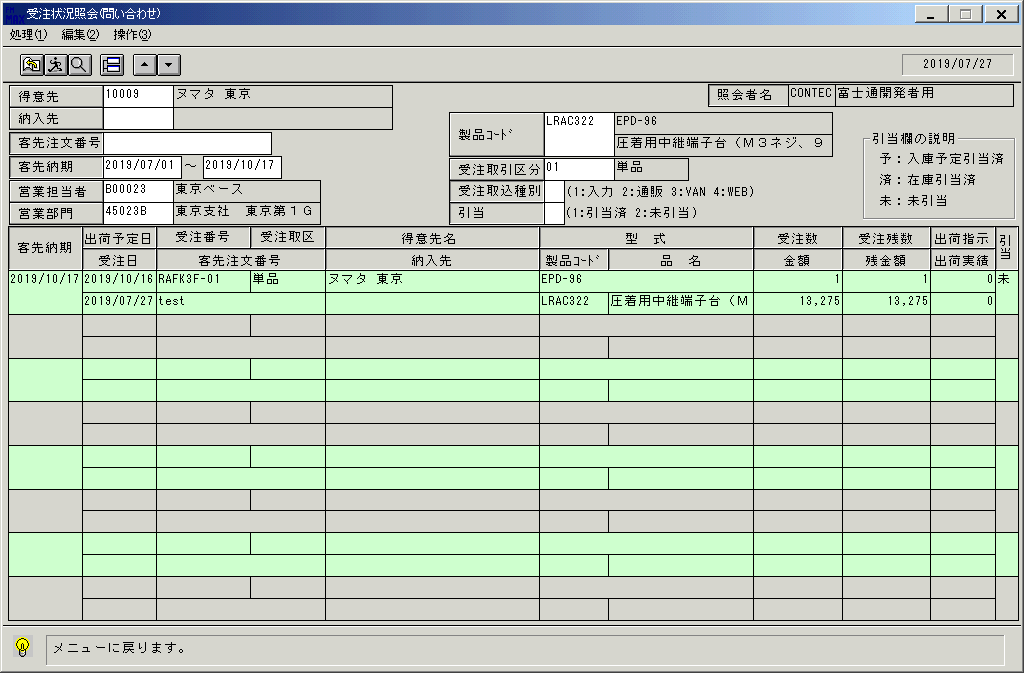 受注状況照会(問い合わせ)
処理(1) 編集(2) 操作(3)
2019/07/27
得意先 10009 ヌマタ 東京
照会者名 CONTEC 富士通開発者用
納入先
製品ｺｰﾄﾞ LRAC322 EPD-96
圧着用中継端子台（Ｍ３ネジ、９
客先注文番号
客先納期 2019/07/01 ～ 2019/10/17
受注取引区分 01 単品
営業担当者 B00023 東京ベース
受注取込種別 (1:入力 2:通販 3:VAN 4:WEB)
営業部門 45023B 東京支社 東京第１Ｇ
引当 (1:引当済 2:未引当)
引当欄の説明
予：入庫予定引当済
済：在庫引当済
未：未引当
客先納期 出荷予定日 受注番号 受注取区 得意先名 型 式 受注数 受注残数 出荷指示 引当
受注日 客先注文番号 納入先 製品ｺｰﾄﾞ 品 名 金額 残金額 出荷実績
2019/10/17 2019/10/16 RAFK3F-01 単品 ヌマタ 東京 EPD-96 1 1 0 未
2019/07/27 test LRAC322 圧着用中継端子台（Ｍ 13,275 13,275 0
メニューに戻ります。